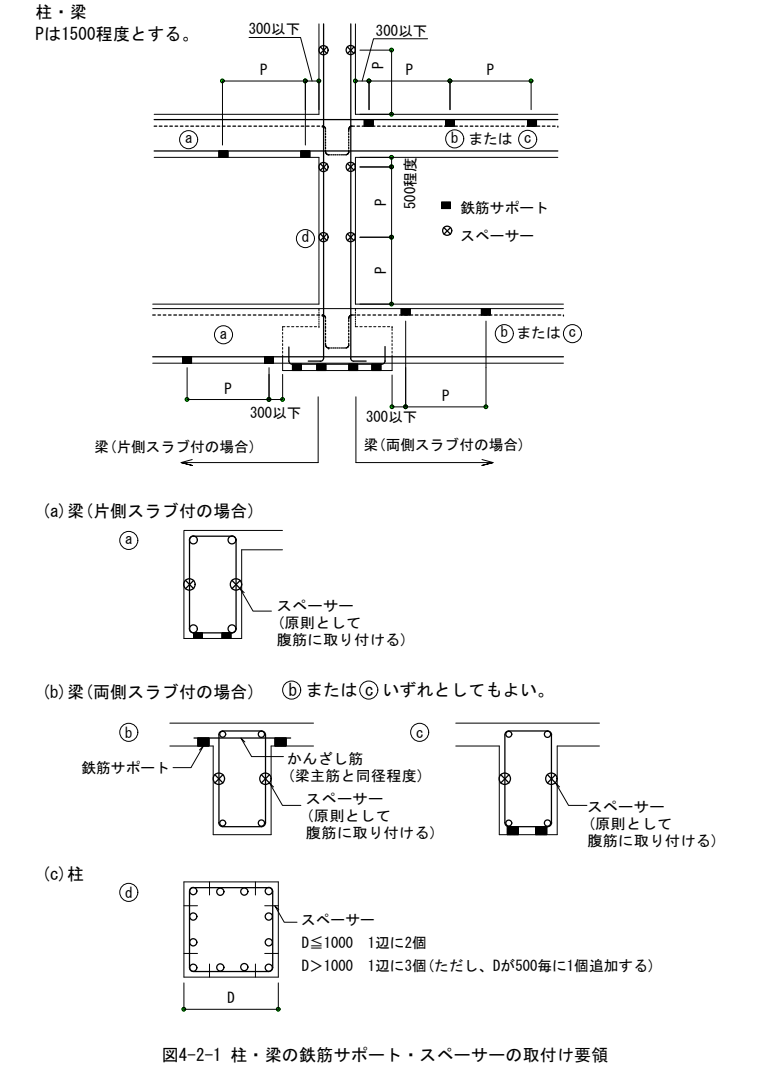 柱・梁
Pは1500程度とする。
300以下
300以下
P
P
P
P
ⓐ
ⓑまたはⓒ
500程度
P
■ 鉄筋サポート
⊗ スペーサー
ⓓ
P
ⓐ
ⓑまたはⓒ
P
P
300以下
300以下
梁(片側スラブ付の場合)
梁(両側スラブ付の場合)
(a)梁(片側スラブ付の場合)
ⓐ
スペーサー
(原則として
腹筋に取り付ける)
(b)梁(両側スラブ付の場合) ⓑまたはⓒいずれとしてもよい。
ⓑ
ⓒ
鉄筋サポート
かんざし筋
(梁主筋と同径程度)
スペーサー
(原則として
腹筋に取り付ける)
スペーサー
(原則として
腹筋に取り付ける)
(c)柱
ⓓ
スペーサー
D≦1000 1辺に2個
D>1000 1辺に3個(ただし、Dが500毎に1個追加する)
D
図4-2-1 柱・梁の鉄筋サポート・スペーサーの取付け要領